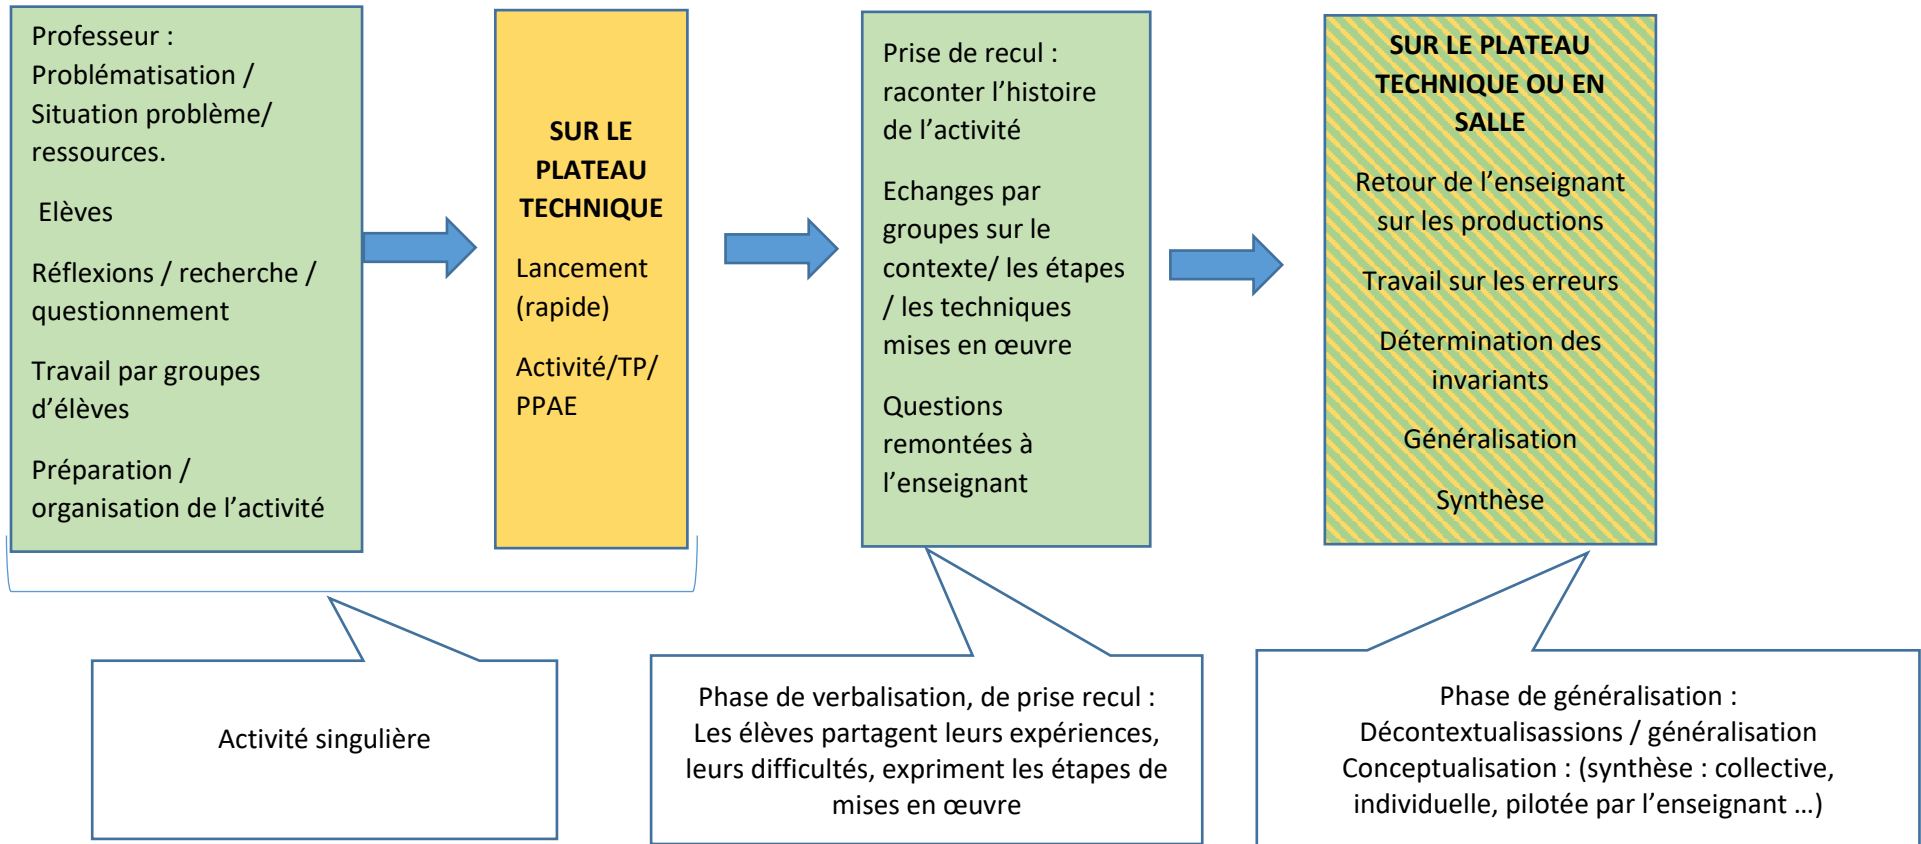 Professeur :
Problématisation /
Situation problème/
ressources.
Elèves
Réflexions / recherche /
questionnement
Travail par groupes
d’élèves
Préparation /
organisation de l’activité
SUR LE
PLATEAU
TECHNIQUE
Lancement
(rapide)
Activité/TP/
PPAE
Prise de recul :
raconter l’histoire
de l’activité
Echanges par
groupes sur le
contexte/ les étapes
/ les techniques
mises en œuvre
Questions
remontées à
l’enseignant
SUR LE PLATEAU
TECHNIQUE OU EN
SALLE
Retour de l’enseignant
sur les productions
Travail sur les erreurs
Détermination des
invariants
Généralisation
Synthèse
Activité singulière
Phase de verbalisation, de prise recul :
Les élèves partagent leurs expériences,
leurs difficultés, expriment les étapes de
mises en œuvre
Phase de généralisation :
Décontextualisassions / généralisation
Conceptualisation : (synthèse : collective,
individuelle, pilotée par l’enseignant …)